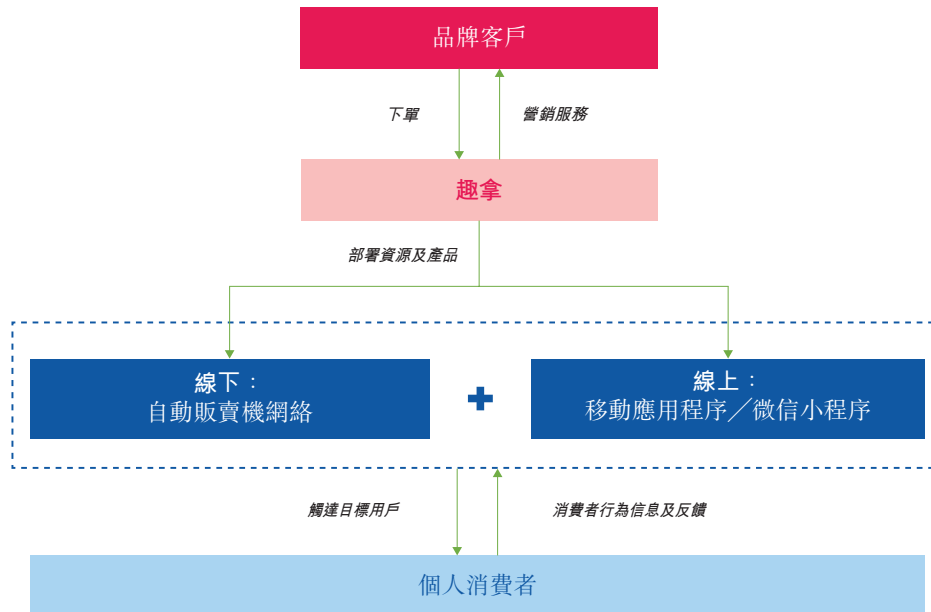 品牌客戶
下單
營銷服務
趣拿
部署資源及產品
線下：
自動販賣機網絡
線上：
移動應用程序／微信小程序
觸達目標用戶
消費者行為信息及反饋
個人消費者